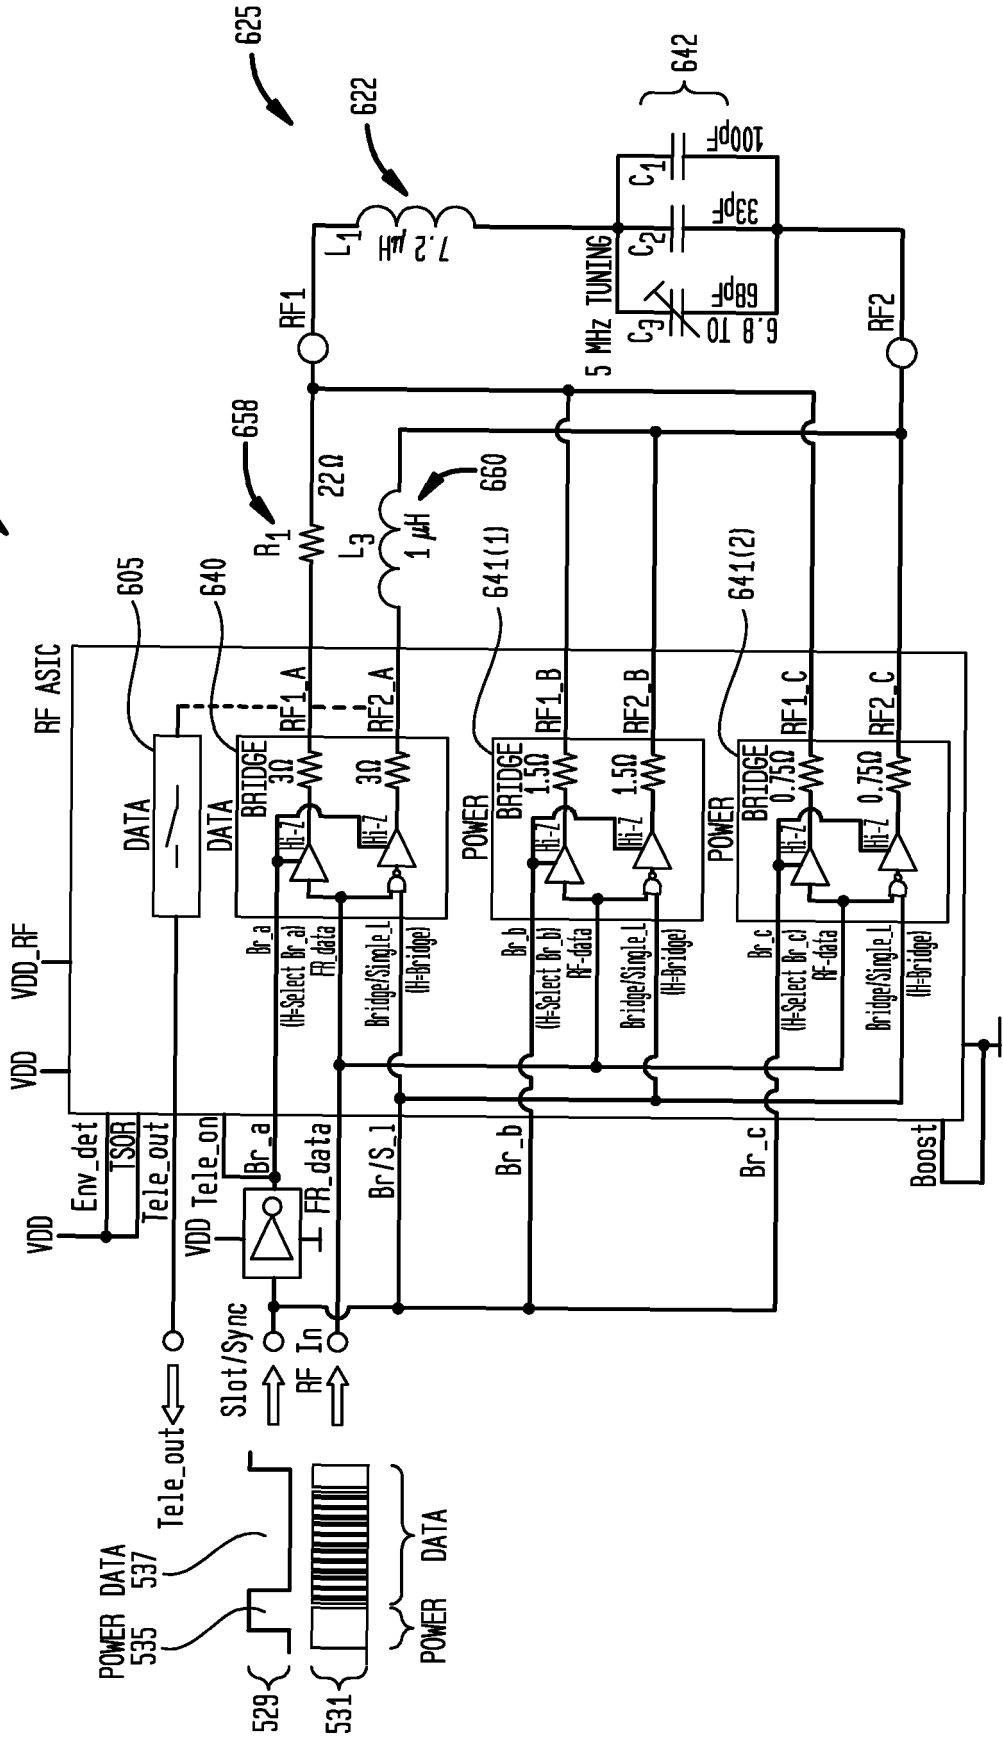 625
622
642
L1
7.2 µH
RF1
5 MHz TUNING
C1
100pF
C2
33pF
C3
6.8 TO
68pF
RF2
658
R1
22Ω
L3
1 µH
660
605
640
641(1)
641(2)
RF ASIC
DATA
DATA
BRIDGE
3Ω
3Ω
RF1_A
RF2_A
Hi-Z
Hi-Z
POWER
BRIDGE
1.5Ω
1.5Ω
RF1_B
RF2_B
Hi-Z
Hi-Z
POWER
BRIDGE
0.75Ω
0.75Ω
RF1_C
RF2_C
Hi-Z
Hi-Z
VDD
VDD_RF
Br_a
(H=Select Br_a)
FR_data
Bridge/Single_L
(H=Bridge)
Br_b
(H=Select Br_b)
RF-data
Bridge/Single_L
(H=Bridge)
Br_c
(H=Select Br_c)
RF-data
Bridge/Single_L
(H=Bridge)
VDD
Env_det
TSOR
Tele_out
Tele_on
VDD
Br_a
FR_data
Br/S_l
Br_b
Br_c
Boost
Tele_out
Slot/Sync
RF In
POWER
535
DATA
537
529
531
POWER
DATA